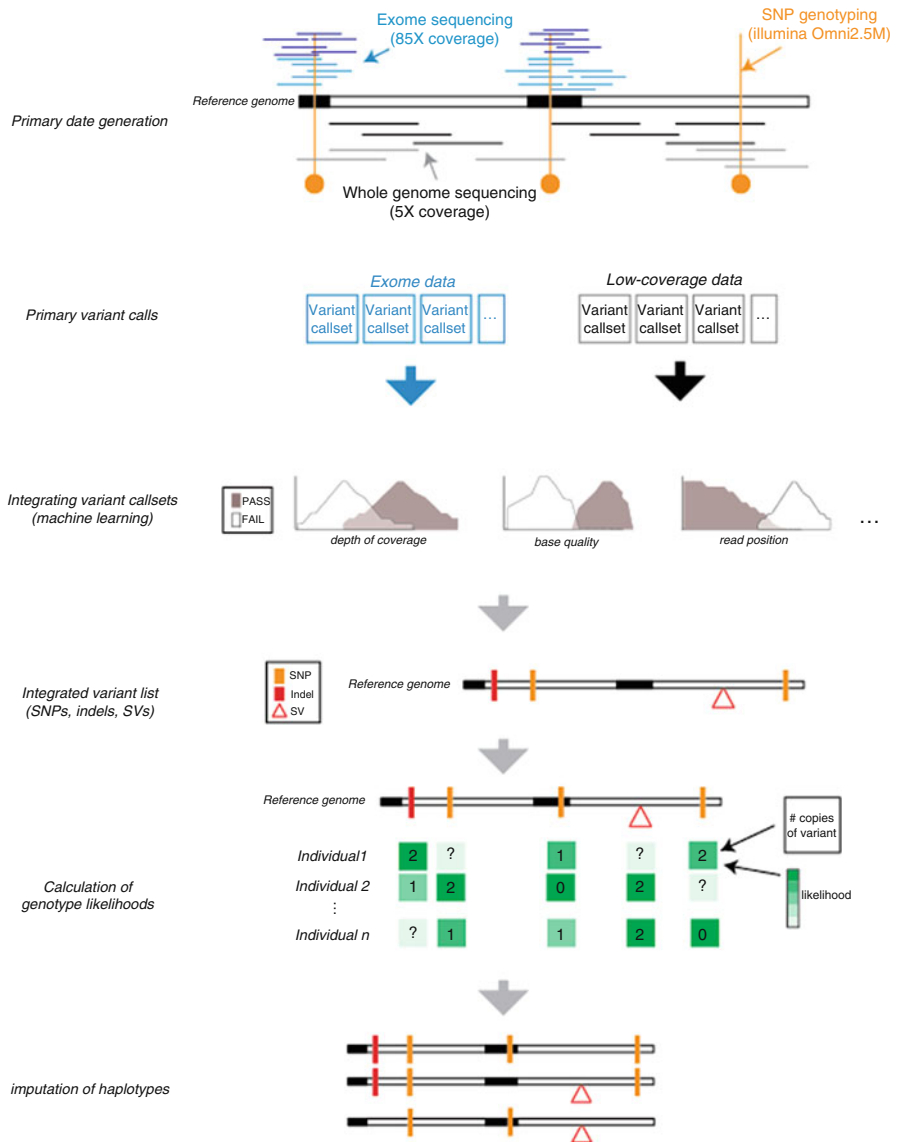 Exome sequencing
(85X coverage)
SNP genotyping
(illumina Omni2.5M)
Reference genome
Primary date generation
Whole genome sequencing
(5X coverage)
Exome data
Low-coverage data
Primary variant calls
Variant callset
Variant callset
Variant callset
...
Variant callset
Variant callset
Variant callset
...
Integrating variant callsets
(machine learning)
PASS
FAIL
depth of coverage
base quality
read position
...
Integrated variant list
(SNPs, indels, SVs)
SNP
Indel
SV
Reference genome
Reference genome
# copies
of variant
Calculation of
genotype likelihoods
Individual1
2 ? 1 ? 2
Individual 2
1 2 0 2 ?
⋮
Individual n
? 1 1 2 0
likelihood
imputation of haplotypes